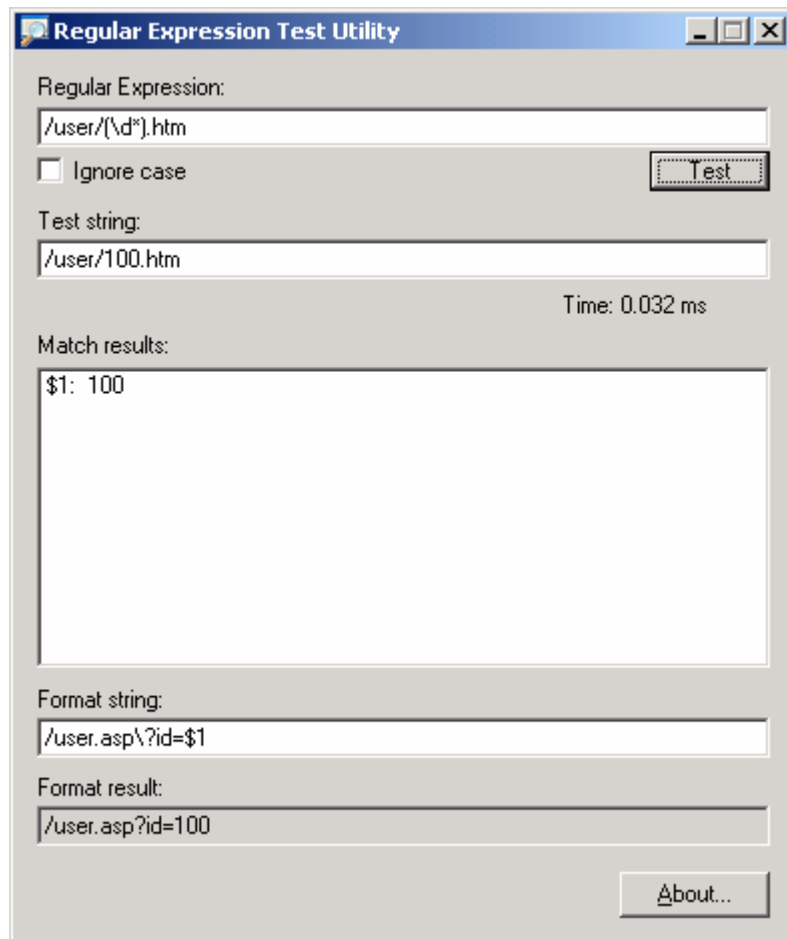 Regular Expression Test Utility
Regular Expression:
/user/(\d*).htm
Ignore case
Test
Test string:
/user/100.htm
Time: 0.032 ms
Match results:
$1:  100
Format string:
/user.asp\?id=$1
Format result:
/user.asp?id=100
About...